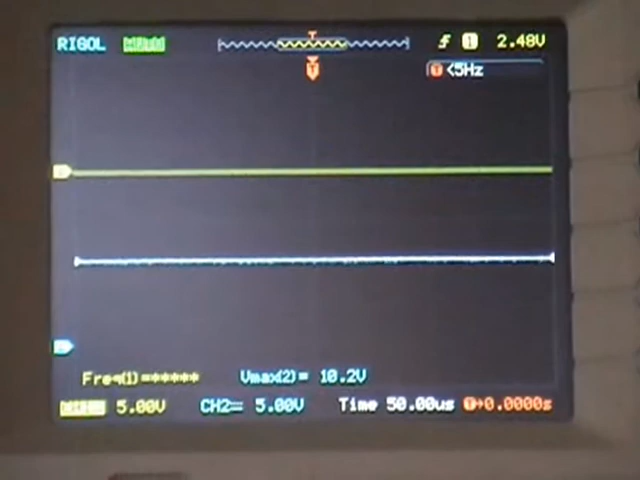 RIGOL 1 2.48V
T
T <5Hz
Freq(1)=***** Vmax(2)= 10.2V
5.00V CH2= 5.00V Time 50.00us T→0.0000s